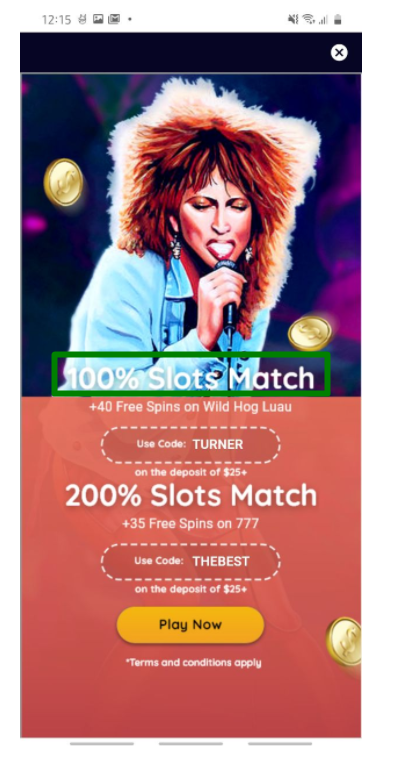 12:15
100% Slots Match
+40 Free Spins on Wild Hog Luau
Use Code: TURNER
on the deposit of $25+
200% Slots Match
+35 Free Spins on 777
Use Code: THEBEST
on the deposit of $25+
Play Now
*Terms and conditions apply